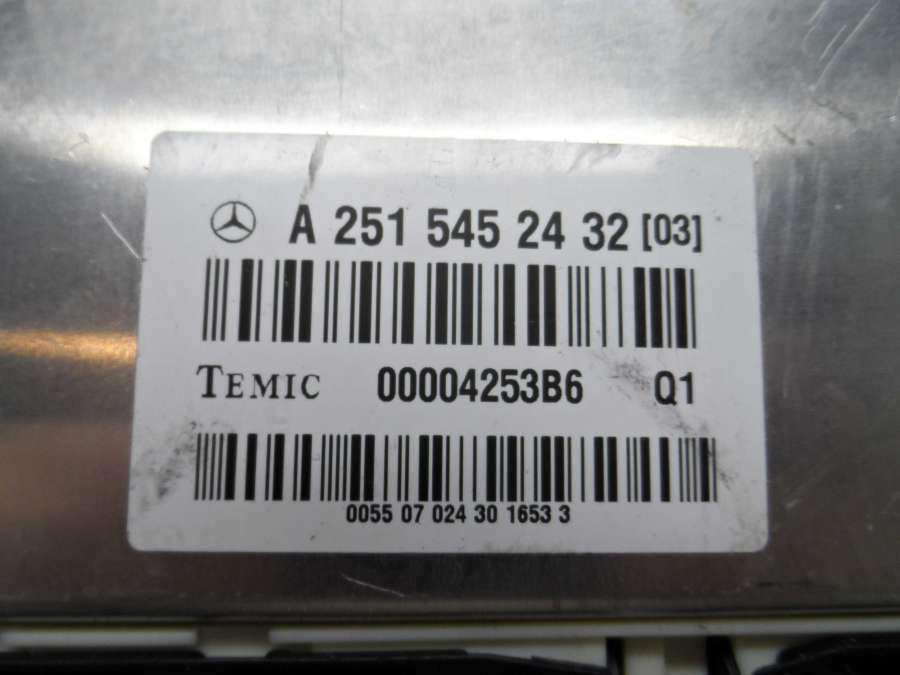 A 251 545 24 32 [03]
TEMIC 00004253B6 Q1
0055 07 024 30 1653 3